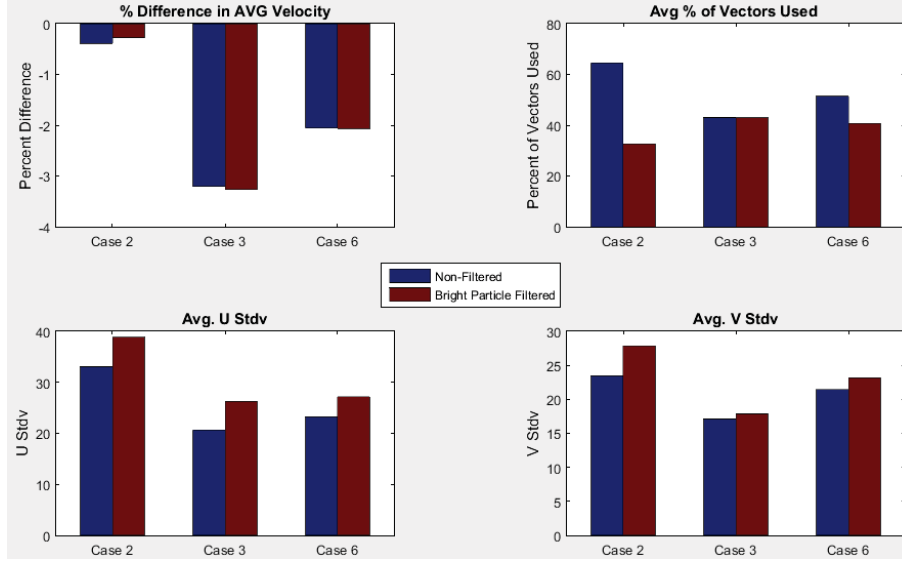 % Difference in AVG Velocity
Percent Difference
0
-1
-2
-3
-4
Case 2
Case 3
Case 6
Avg % of Vectors Used
Percent of Vectors Used
80
60
40
20
0
Case 2
Case 3
Case 6
Non-Filtered
Bright Particle Filtered
Avg. U Stdv
U Stdv
40
30
20
10
0
Case 2
Case 3
Case 6
Avg. V Stdv
V Stdv
30
25
20
15
10
5
0
Case 2
Case 3
Case 6